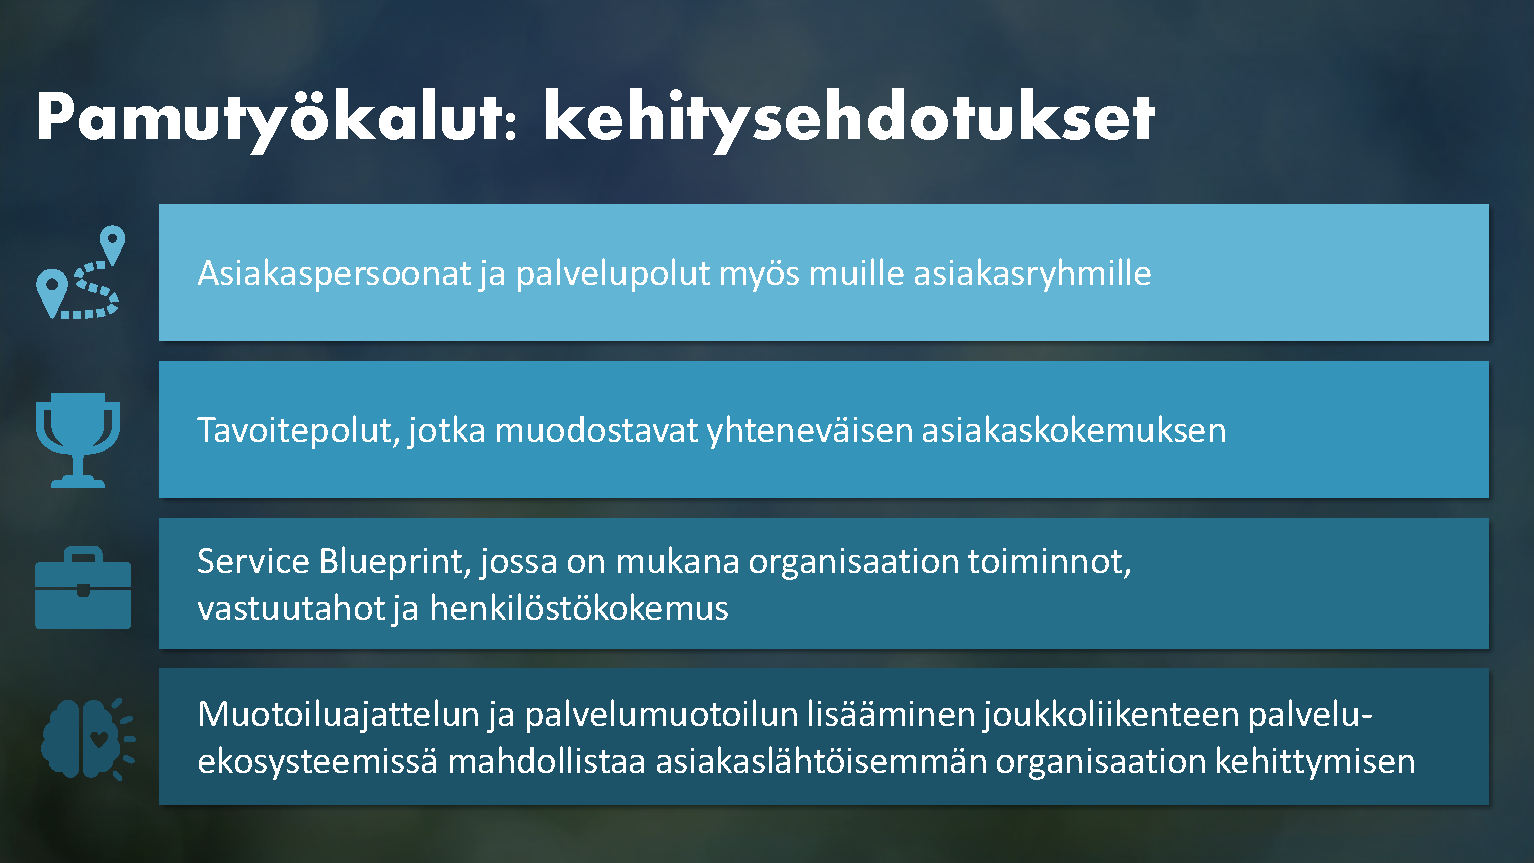 Pamutyökalut: kehitysehdotukset
Asiakaspersoonat ja palvelupolut myös muille asiakasryhmille
Tavoitepolut, jotka muodostavat yhteneväisen asiakaskokemuksen
Service Blueprint, jossa on mukana organisaation toiminnot,
vastuutahot ja henkilöstökokemus
Muotoiluajattelun ja palvelumuotoilun lisääminen joukkoliikenteen palvelu-
ekosysteemissä mahdollistaa asiakaslähtöisemmän organisaation kehittymisen